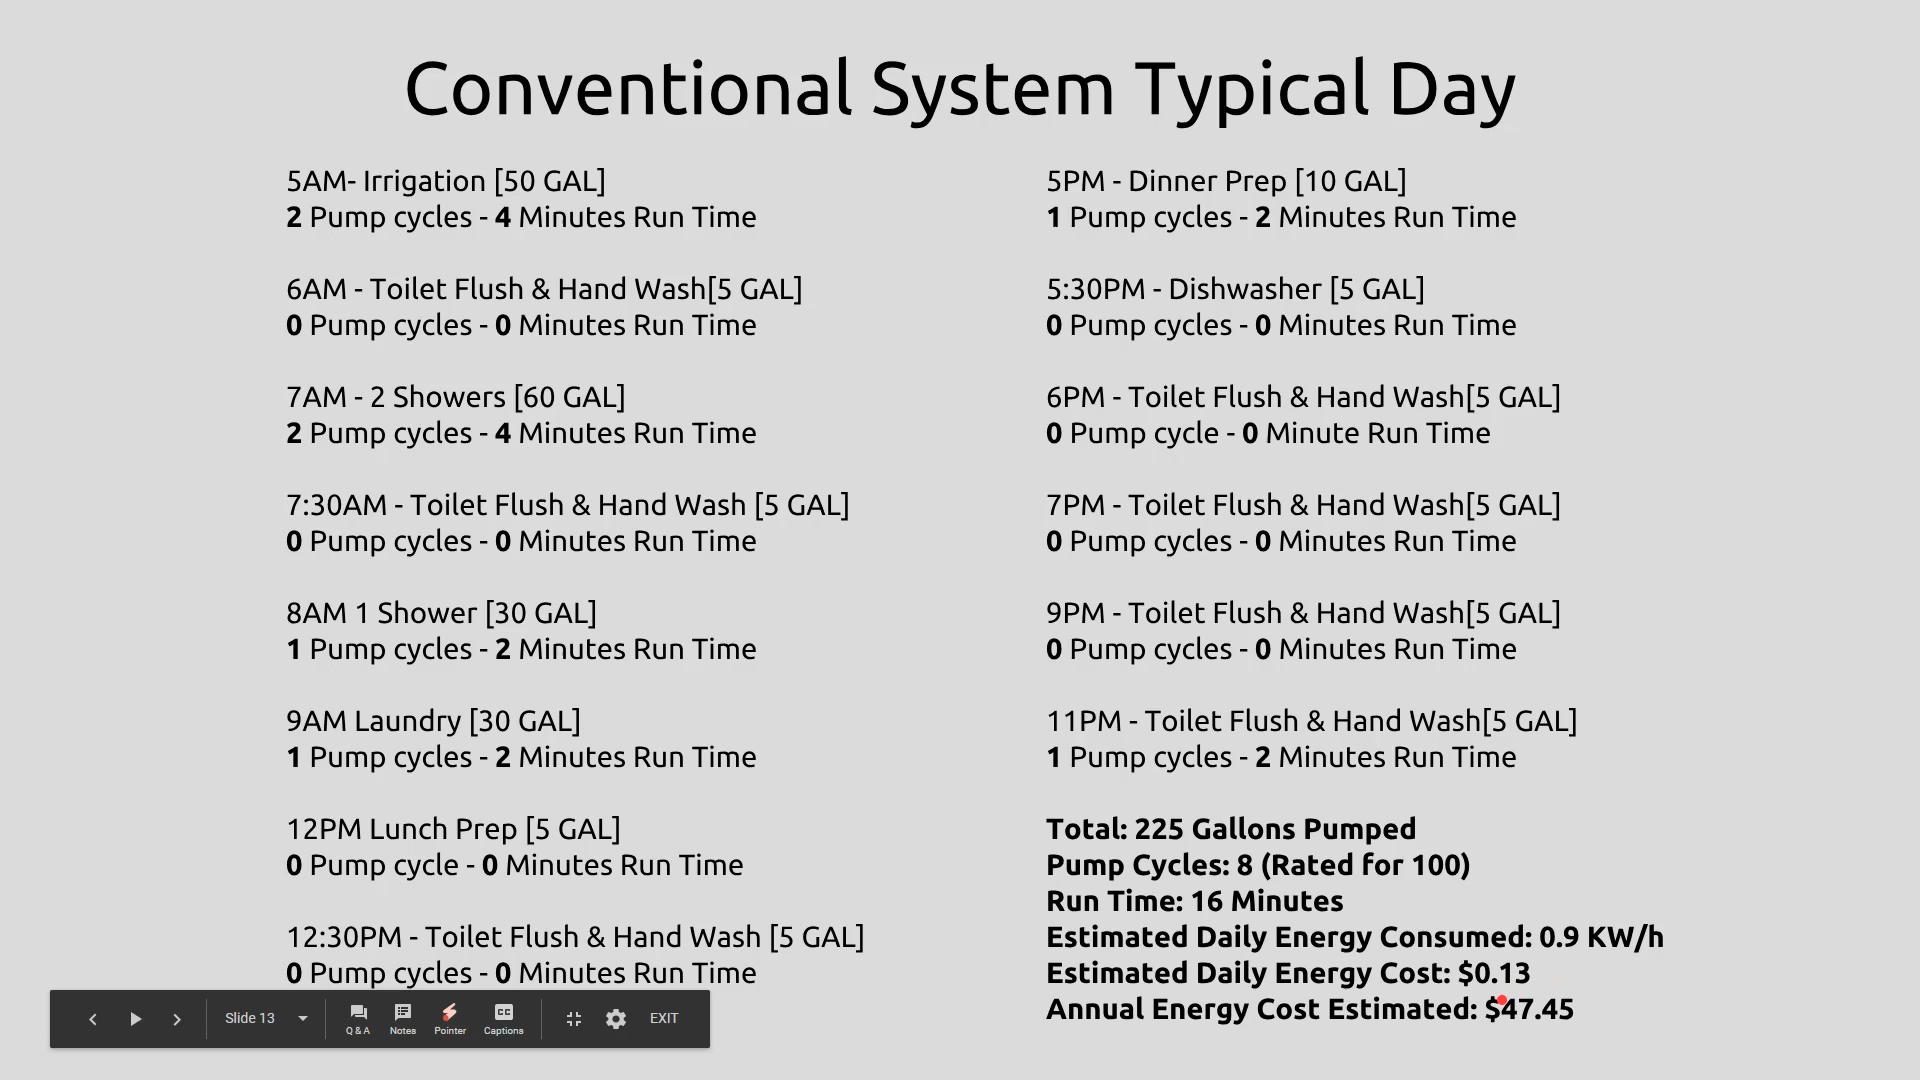 Conventional System Typical Day
5AM- Irrigation [50 GAL]
2 Pump cycles - 4 Minutes Run Time
6AM - Toilet Flush & Hand Wash[5 GAL]
0 Pump cycles - 0 Minutes Run Time
7AM - 2 Showers [60 GAL]
2 Pump cycles - 4 Minutes Run Time
7:30AM - Toilet Flush & Hand Wash [5 GAL]
0 Pump cycles - 0 Minutes Run Time
8AM 1 Shower [30 GAL]
1 Pump cycles - 2 Minutes Run Time
9AM Laundry [30 GAL]
1 Pump cycles - 2 Minutes Run Time
12PM Lunch Prep [5 GAL]
0 Pump cycle - 0 Minutes Run Time
12:30PM - Toilet Flush & Hand Wash [5 GAL]
0 Pump cycles - 0 Minutes Run Time
5PM - Dinner Prep [10 GAL]
1 Pump cycles - 2 Minutes Run Time
5:30PM - Dishwasher [5 GAL]
0 Pump cycles - 0 Minutes Run Time
6PM - Toilet Flush & Hand Wash[5 GAL]
0 Pump cycle - 0 Minute Run Time
7PM - Toilet Flush & Hand Wash[5 GAL]
0 Pump cycles - 0 Minutes Run Time
9PM - Toilet Flush & Hand Wash[5 GAL]
0 Pump cycles - 0 Minutes Run Time
11PM - Toilet Flush & Hand Wash[5 GAL]
1 Pump cycles - 2 Minutes Run Time
Total: 225 Gallons Pumped
Pump Cycles: 8 (Rated for 100)
Run Time: 16 Minutes
Estimated Daily Energy Consumed: 0.9 KW/h
Estimated Daily Energy Cost: $0.13
Annual Energy Cost Estimated: $47.45
Slide 13
Q & A
Notes
Pointer
CC
Captions
EXIT